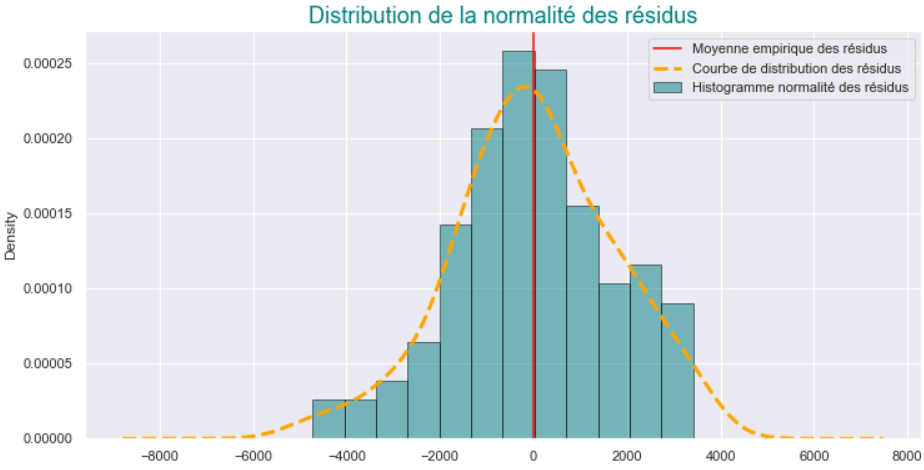 Distribution de la normalité des résidus
Moyenne empirique des résidus
Courbe de distribution des résidus
Histogramme normalité des résidus
Density
0.00025
0.00020
0.00015
0.00010
0.00005
0.00000
−8000 −6000 −4000 −2000 0 2000 4000 6000 8000